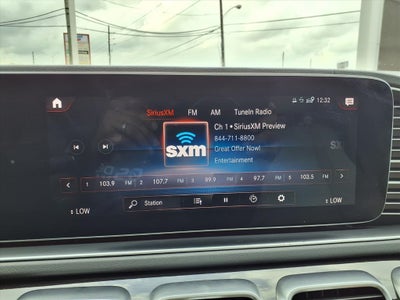 12:32
SiriusXM FM AM TuneIn Radio
Ch 1 • SiriusXM Preview
844-711-8800
Great Offer Now!
Entertainment
sxm
SX
1 103.9 FM 2 107.7 FM 3 89.9 FM 4 97.7 FM 5 103.5 FM
Station
LOW
LOW